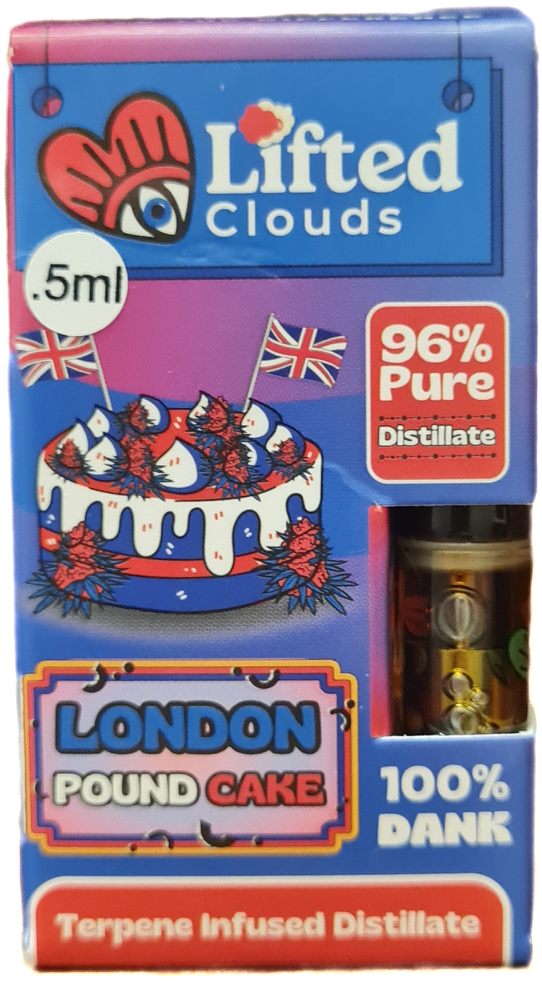 Lifted
Clouds
.5ml
96%
Pure
Distillate
LONDON
POUND CAKE
100%
DANK
Terpene Infused Distillate